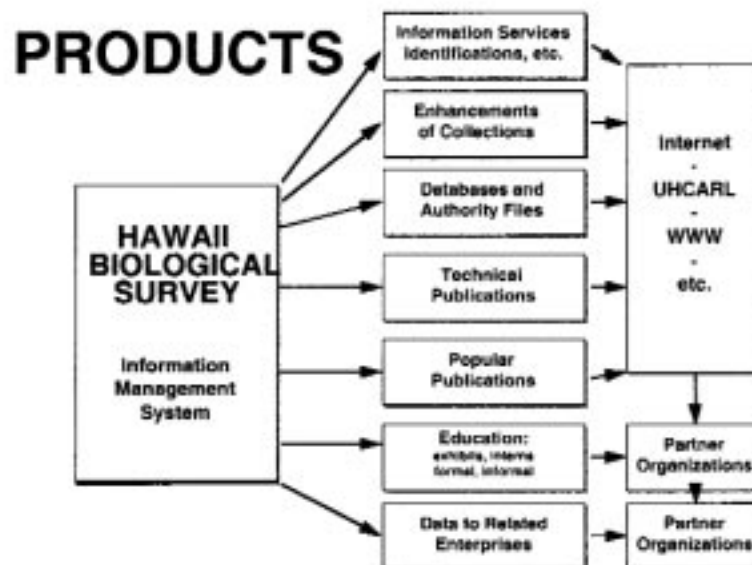 PRODUCTS
HAWAII
BIOLOGICAL
SURVEY
Information
Management
System
Information Services
Identifications, etc.
Enhancements
of Collections
Databases and
Authority Files
Technical
Publications
Popular
Publications
Education:
exhibits, interns
formal, informal
Data to Related
Enterprises
Internet
-
UHCARL
-
WWW
-
etc.
Partner
Organizations
Partner
Organizations